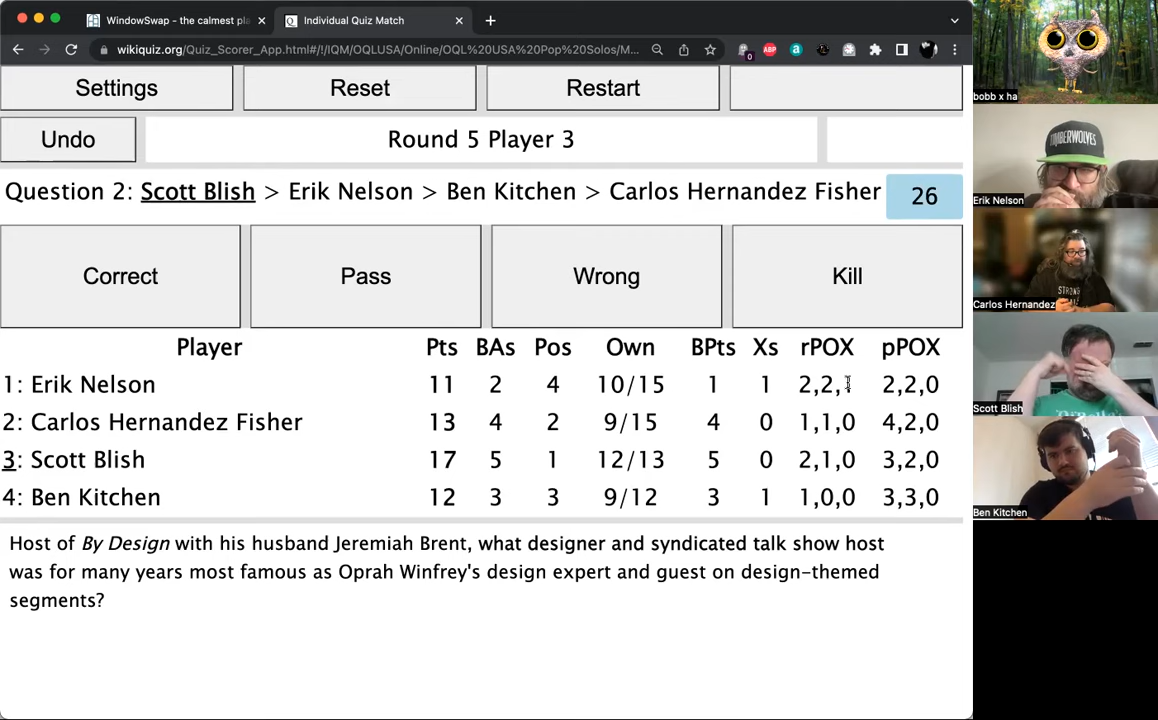 WindowSwap - the calmest pl
Individual Quiz Match
wikiquiz.org/Quiz_Scorer_App.html#/!/IQM/OQLUSA/Online/OQL%20USA%20Pop%20Solos/M...
0
ABP
a
Settings Reset Restart
Undo Round 5 Player 3
Question 2: Scott Blish > Erik Nelson > Ben Kitchen > Carlos Hernandez Fisher 26
Correct Pass Wrong Kill
Player Pts BAs Pos Own BPts Xs rPOX pPOX
1: Erik Nelson 11 2 4 10/15 1 1 2,2, 2,2,0
2: Carlos Hernandez Fisher 13 4 2 9/15 4 0 1,1,0 4,2,0
3: Scott Blish 17 5 1 12/13 5 0 2,1,0 3,2,0
4: Ben Kitchen 12 3 3 9/12 3 1 1,0,0 3,3,0
Host of By Design with his husband Jeremiah Brent, what designer and syndicated talk show host
was for many years most famous as Oprah Winfrey's design expert and guest on design-themed
segments?
bobb x ha
TIMBERWOLVES
Erik Nelson
STRONG
Carlos Hernandez
Scott Blish
Ben Kitchen